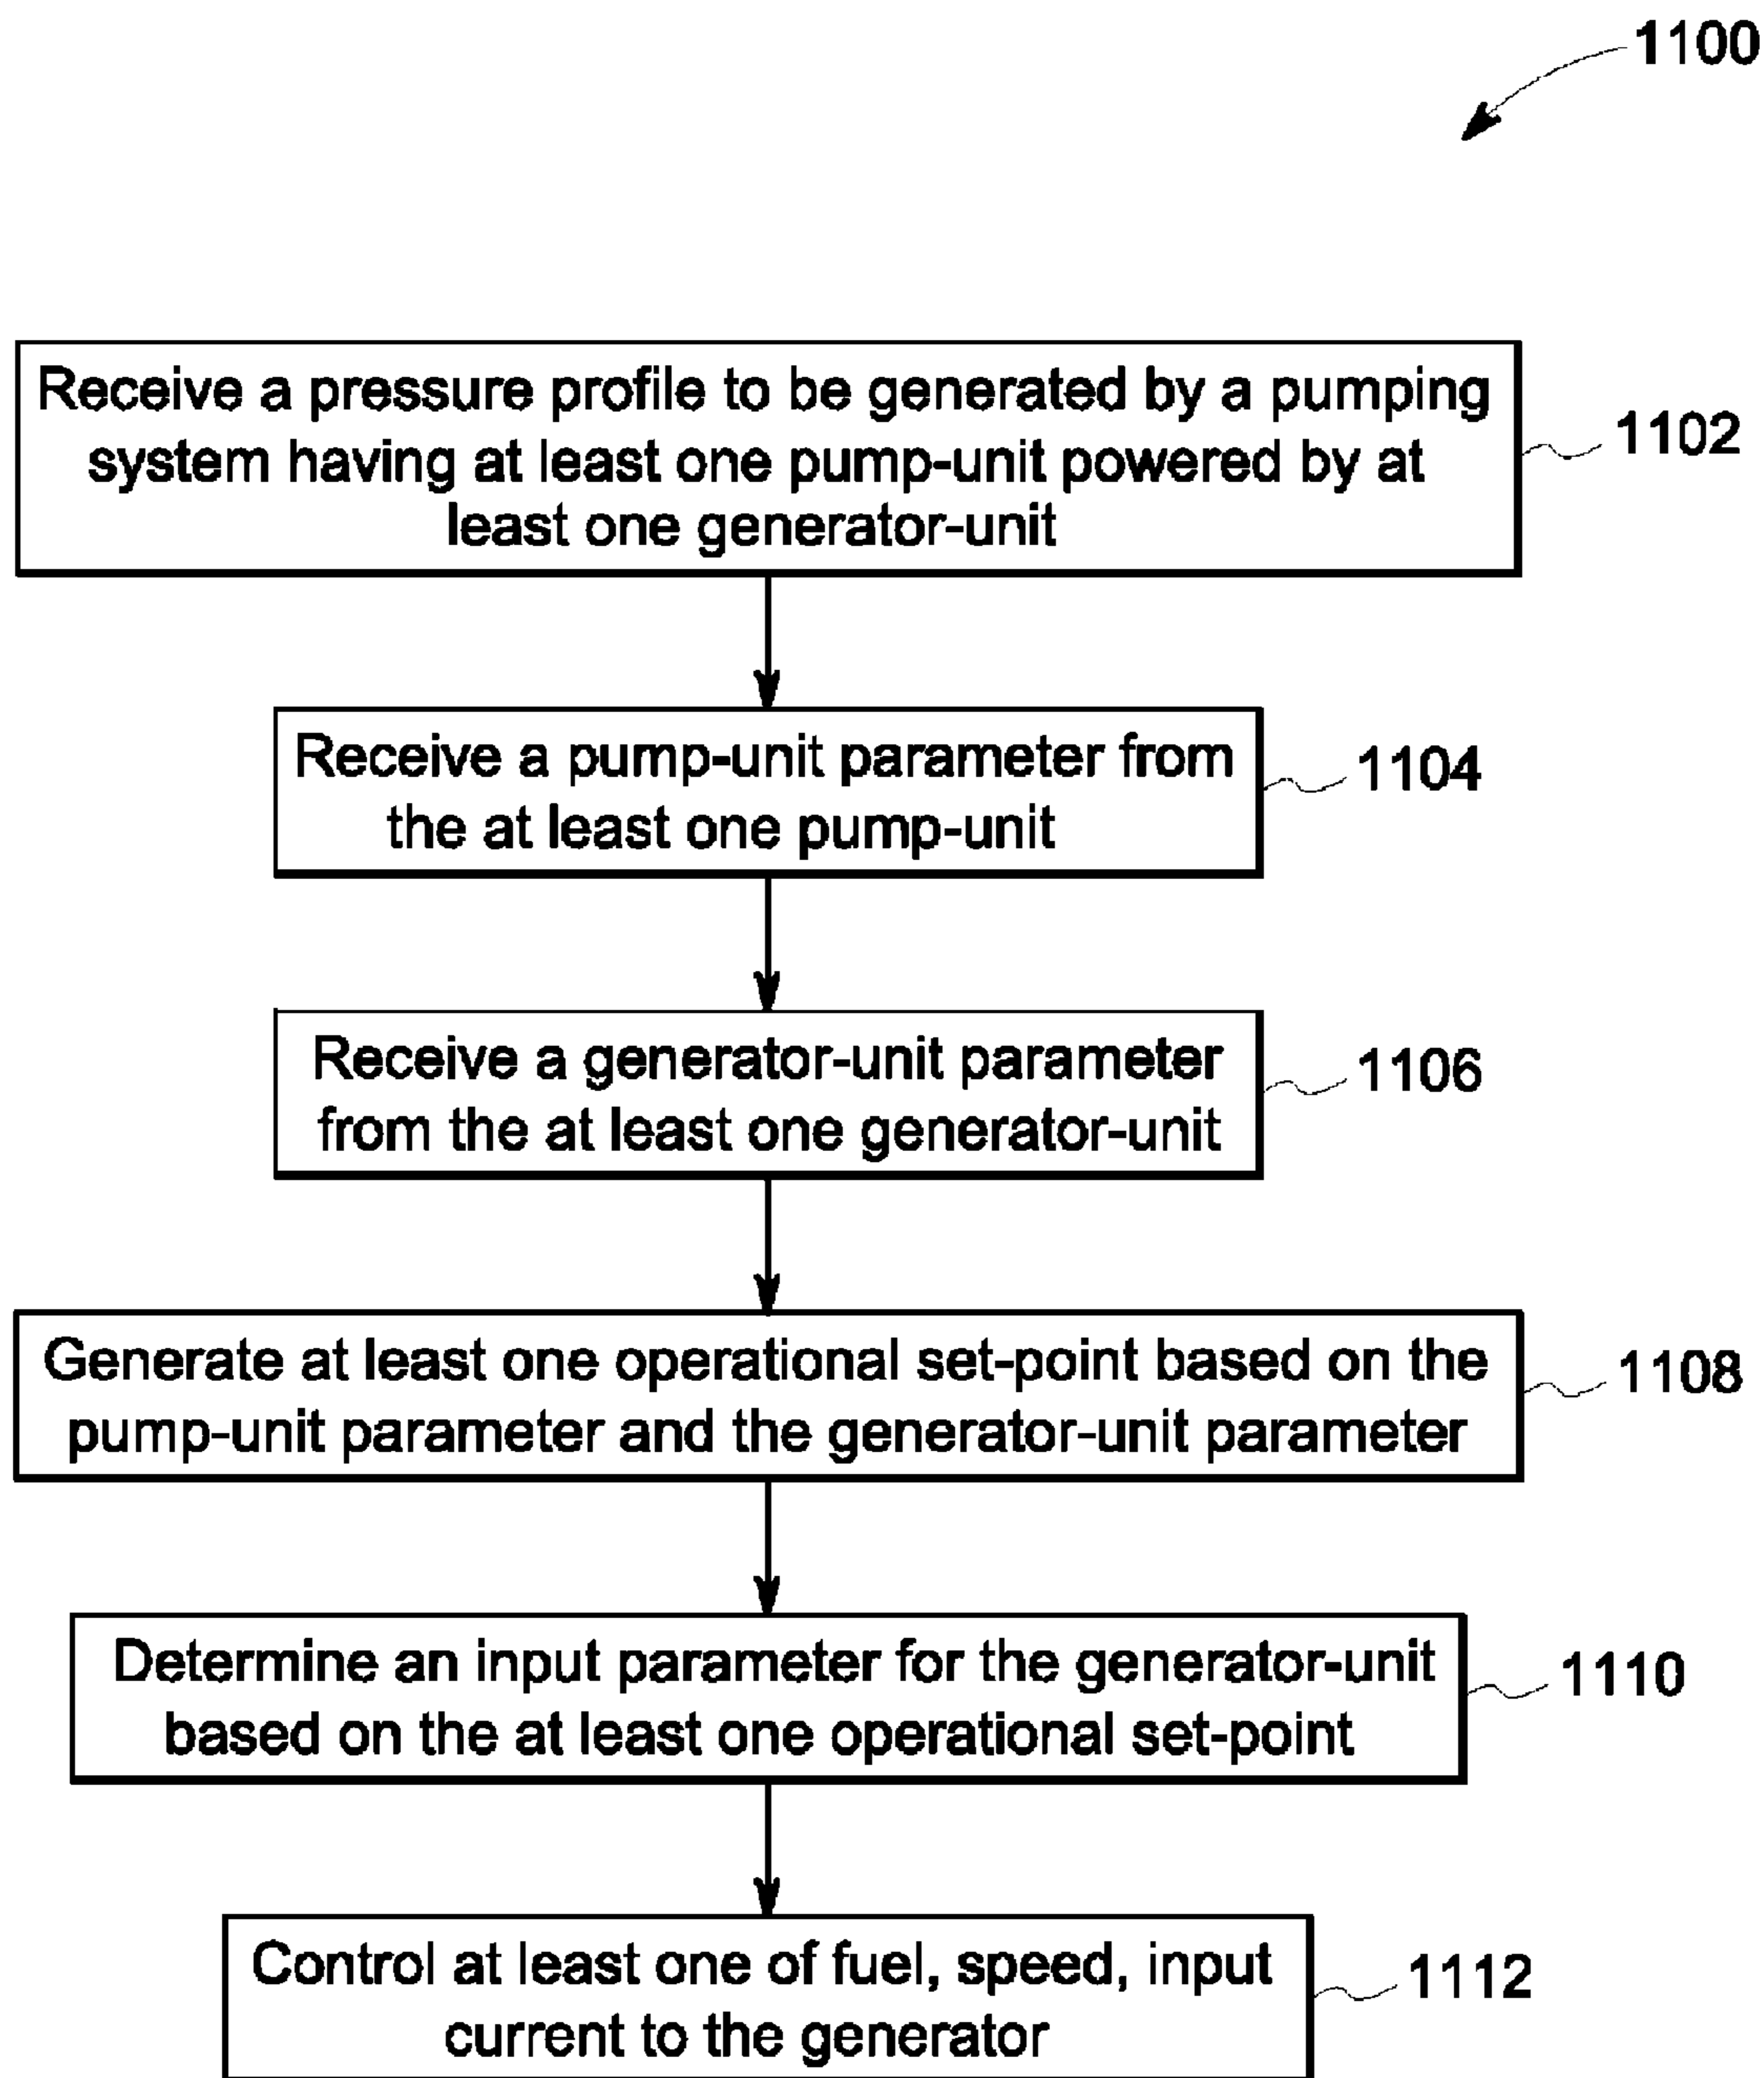 1100
Receive a pressure profile to be generated by a pumping
system having at least one pump-unit powered by at
least one generator-unit
1102
Receive a pump-unit parameter from
the at least one pump-unit
1104
Receive a generator-unit parameter
from the at least one generator-unit
1106
Generate at least one operational set-point based on the
pump-unit parameter and the generator-unit parameter
1108
Determine an input parameter for the generator-unit
based on the at least one operational set-point
1110
Control at least one of fuel, speed, input
current to the generator
1112